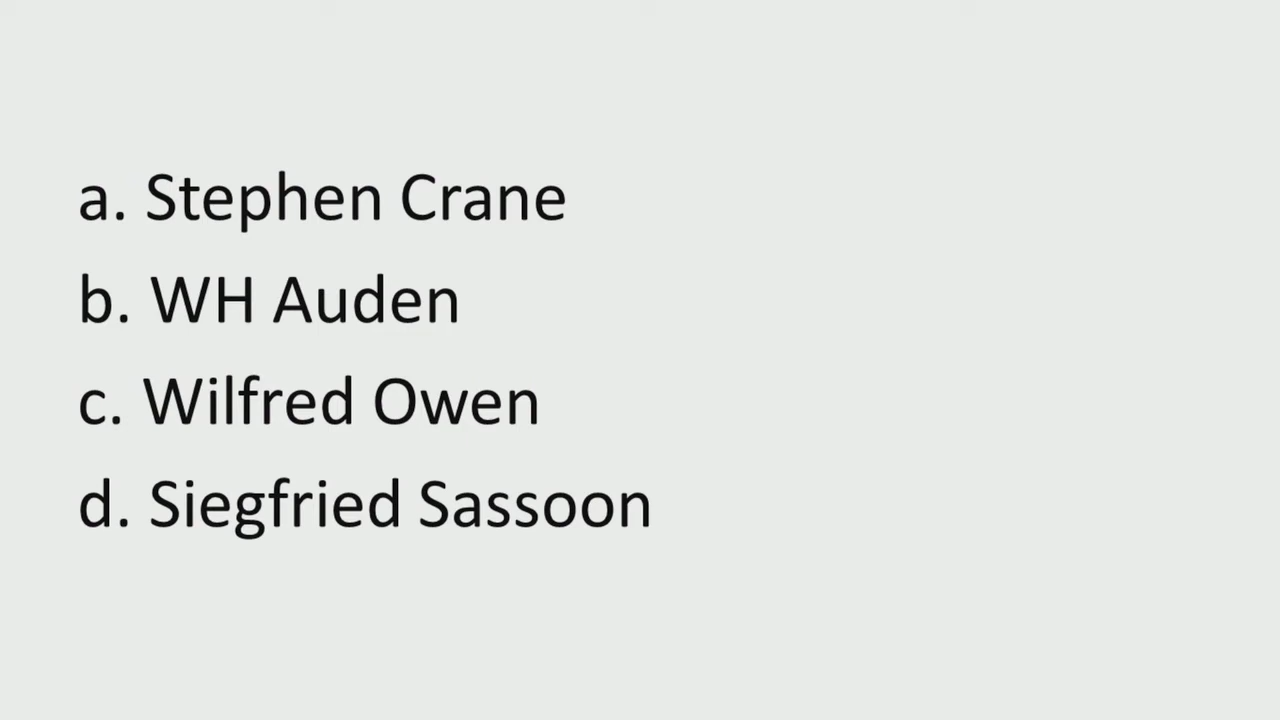 a. Stephen Crane
b. WH Auden
c. Wilfred Owen
d. Siegfried Sassoon